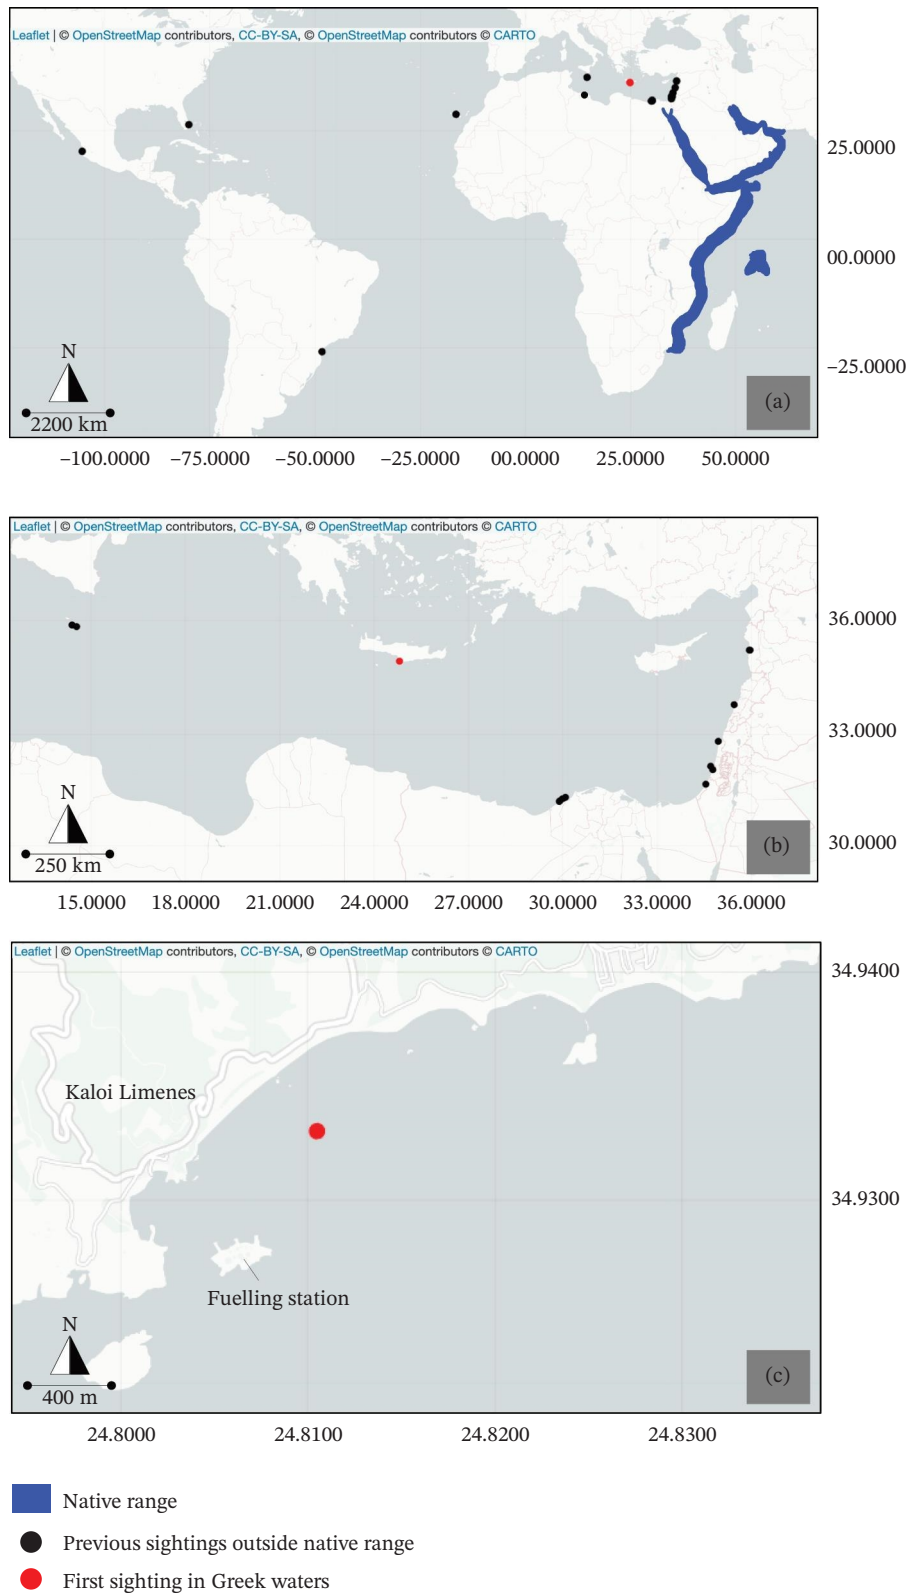 Leaflet | © OpenStreetMap contributors, CC-BY-SA, © OpenStreetMap contributors © CARTO
25.0000
00.0000
−25.0000
N
2200 km
(a)
−100.0000 −75.0000 −50.0000 −25.0000 00.0000 25.0000 50.0000
Leaflet | © OpenStreetMap contributors, CC-BY-SA, © OpenStreetMap contributors © CARTO
36.0000
33.0000
30.0000
N
250 km
(b)
15.0000 18.0000 21.0000 24.0000 27.0000 30.0000 33.0000 36.0000
Leaflet | © OpenStreetMap contributors, CC-BY-SA, © OpenStreetMap contributors © CARTO
34.9400
Kaloi Limenes
34.9300
Fuelling station
N
400 m
(c)
24.8000 24.8100 24.8200 24.8300
Native range
Previous sightings outside native range
First sighting in Greek waters